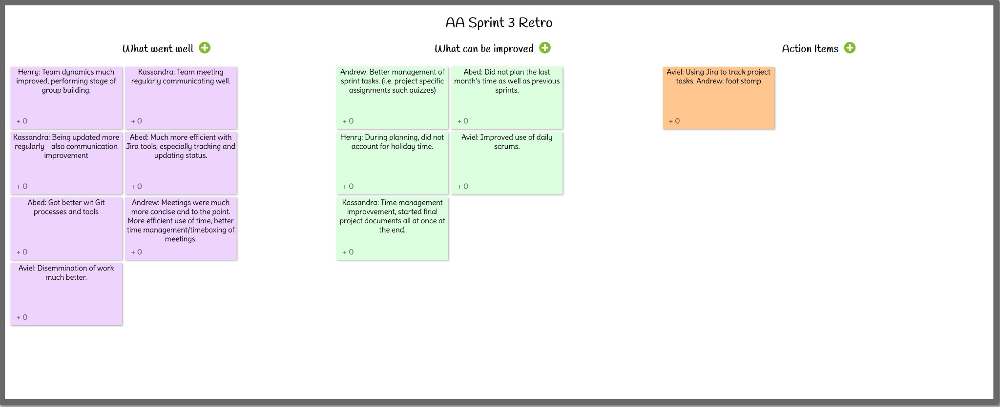 AA Sprint 3 Retro
What went well
Henry: Team dynamics much
improved, performing stage of
group building.
+ 0
Kassandra: Team meeting
regularly communicating well.
+ 0
Kassandra: Being updated more
regularly - also communication
improvement
+ 0
Abed: Much more efficient with
Jira tools, especially tracking and
updating status.
+ 0
Abed: Got better wit Git
processes and tools
+ 0
Andrew: Meetings were much
more concise and to the point.
More efficient use of time, better
time management/timeboxing of
meetings.
+ 0
Aviel: Disemmination of work
much better.
+ 0
What can be improved
Andrew: Better management of
sprint tasks. (i.e. project specific
assignments such quizzes)
+ 0
Abed: Did not plan the last
month's time as well as previous
sprints.
+ 0
Henry: During planning, did not
account for holiday time.
+ 0
Aviel: Improved use of daily
scrums.
+ 0
Kassandra: Time management
improvvement, started final
project documents all at once at
the end.
+ 0
Action Items
Aviel: Using Jira to track project
tasks. Andrew: foot stomp
+ 0